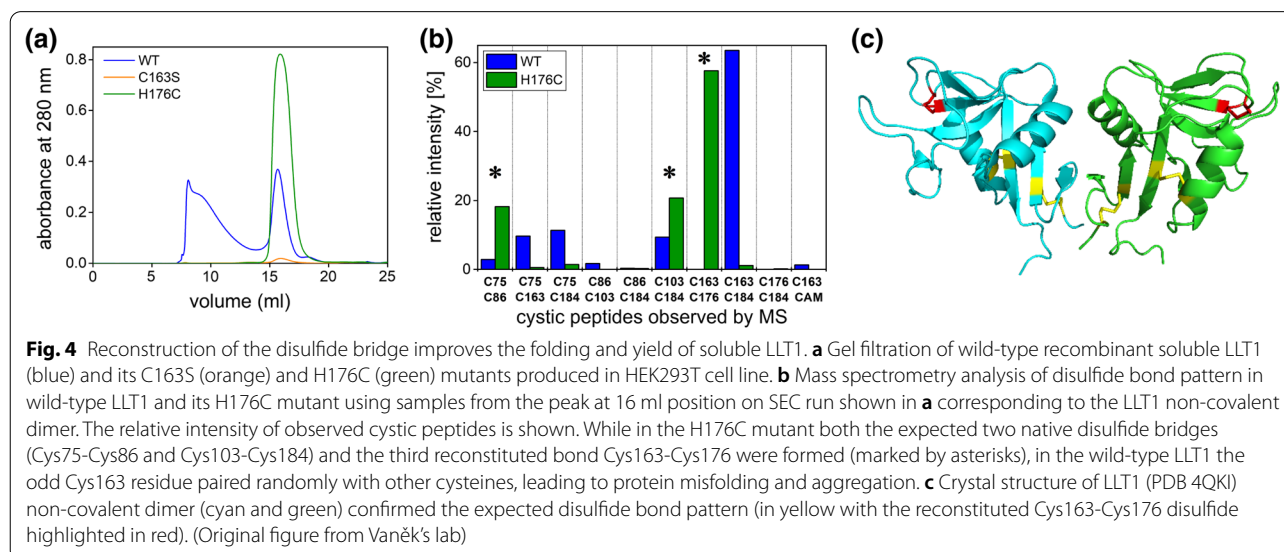 (a)
(b)
(c)
absorbance at 280 nm
0.8
0.6
0.4
0.2
0.0
WT
C163S
H176C
0 5 10 15 20 25
volume (ml)
relative intensity [%]
60
40
20
0
WT
H176C
* * *
C75 C75 C75 C86 C86 C103 C163 C163 C176 C163
C86 C163 C184 C103 C184 C184 C176 C184 C184 CAM
cystic peptides observed by MS
Fig. 4 Reconstruction of the disulfide bridge improves the folding and yield of soluble LLT1. a Gel filtration of wild-type recombinant soluble LLT1
(blue) and its C163S (orange) and H176C (green) mutants produced in HEK293T cell line. b Mass spectrometry analysis of disulfide bond pattern in
wild-type LLT1 and its H176C mutant using samples from the peak at 16 ml position on SEC run shown in a corresponding to the LLT1 non-covalent
dimer. The relative intensity of observed cystic peptides is shown. While in the H176C mutant both the expected two native disulfide bridges
(Cys75-Cys86 and Cys103-Cys184) and the third reconstituted bond Cys163-Cys176 were formed (marked by asterisks), in the wild-type LLT1 the
odd Cys163 residue paired randomly with other cysteines, leading to protein misfolding and aggregation. c Crystal structure of LLT1 (PDB 4QKI)
non-covalent dimer (cyan and green) confirmed the expected disulfide bond pattern (in yellow with the reconstituted Cys163-Cys176 disulfide
highlighted in red). (Original figure from Vaněk's lab)